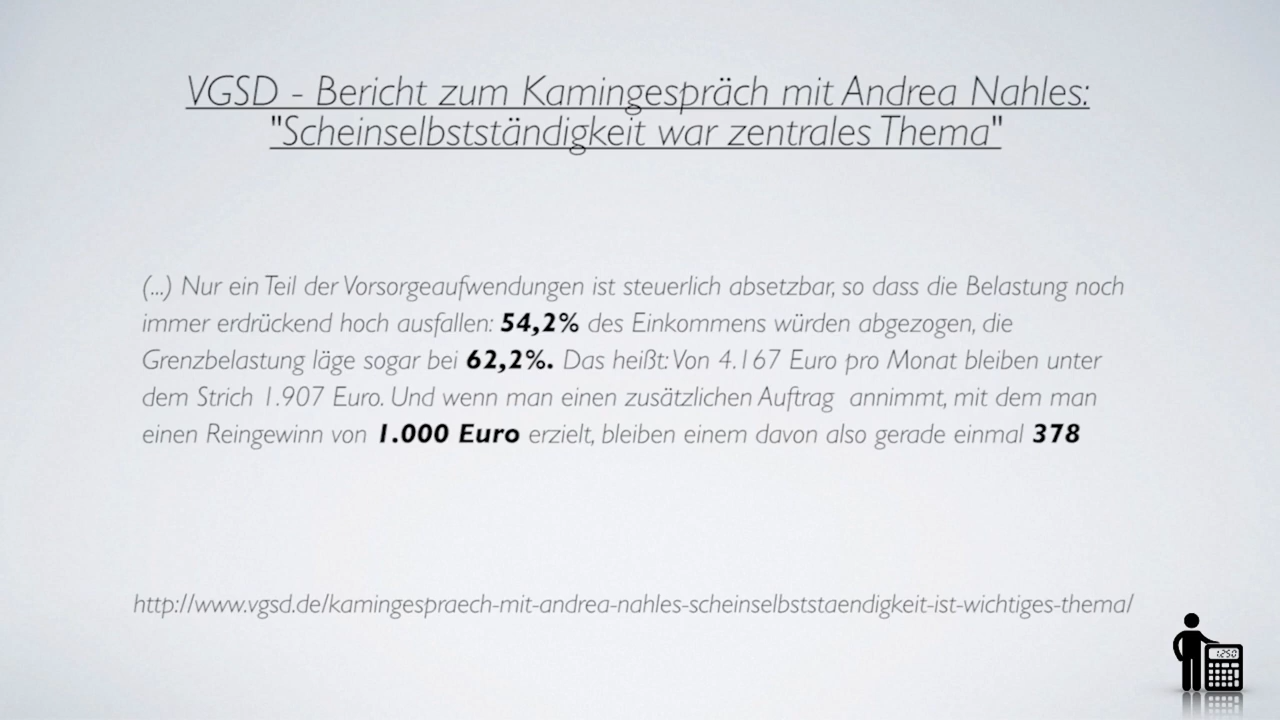 VGSD - Bericht zum Kamingespräch mit Andrea Nahles:
"Scheinselbstständigkeit war zentrales Thema"
(...) Nur ein Teil der Vorsorgeaufwendungen ist steuerlich absetzbar, so dass die Belastung noch
immer erdrückend hoch ausfallen: 54,2% des Einkommens würden abgezogen, die
Grenzbelastung läge sogar bei 62,2%. Das heißt: Von 4.167 Euro pro Monat bleiben unter
dem Strich 1.907 Euro. Und wenn man einen zusätzlichen Auftrag annimmt, mit dem man
einen Reingewinn von 1.000 Euro erzielt, bleiben einem davon also gerade einmal 378
http://www.vgsd.de/kamingespraech-mit-andrea-nahles-scheinselbststaendigkeit-ist-wichtiges-thema/
1,250